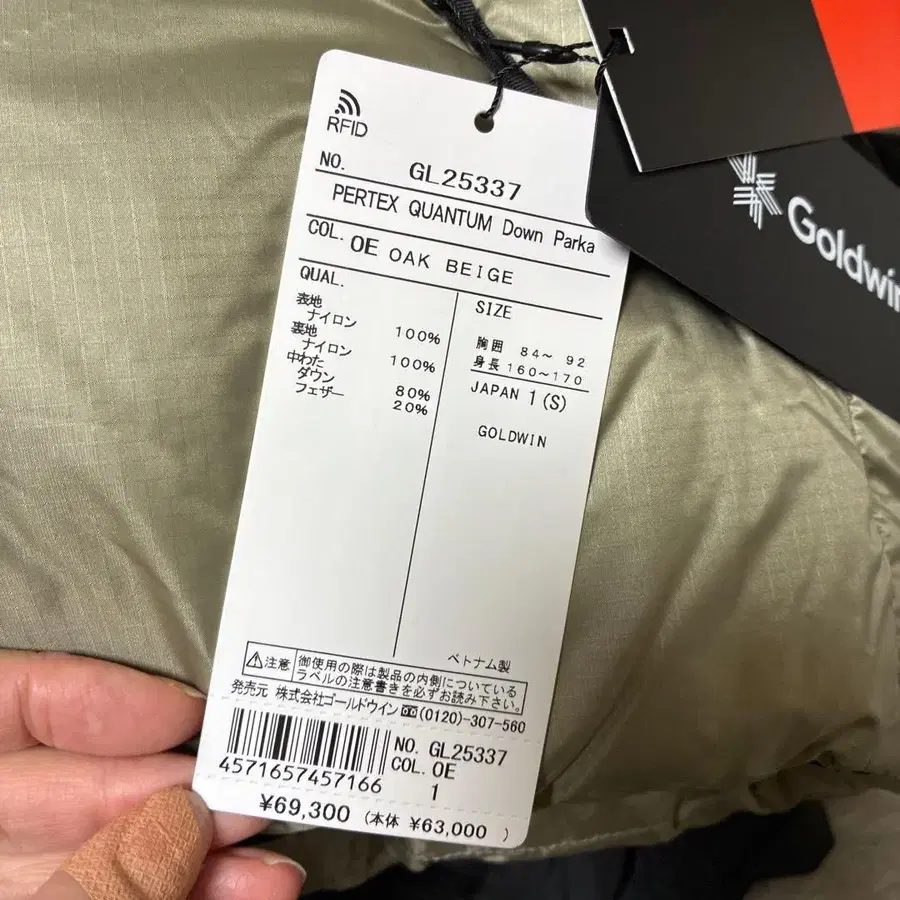 RFID
NO. GL25337
PERTEX QUANTUM Down Parka
COL. OE OAK BEIGE
QUAL.
表地
ナイロン 100%
裏地
ナイロン 100%
中わた
ダウン 80%
フェザー 20%
SIZE
胸囲 84～ 92
身長 160～170
JAPAN 1 (S)
GOLDWIN
ベトナム製
⚠注意 御使用の際は製品の内側についている
ラベルの注意書きを必ずお読み下さい。
発売元 株式会社ゴールドウイン (0120)-307-560
NO. GL25337
COL. OE
1
4571657457166
¥69,300 (本体 ¥63,000 )
Goldwin